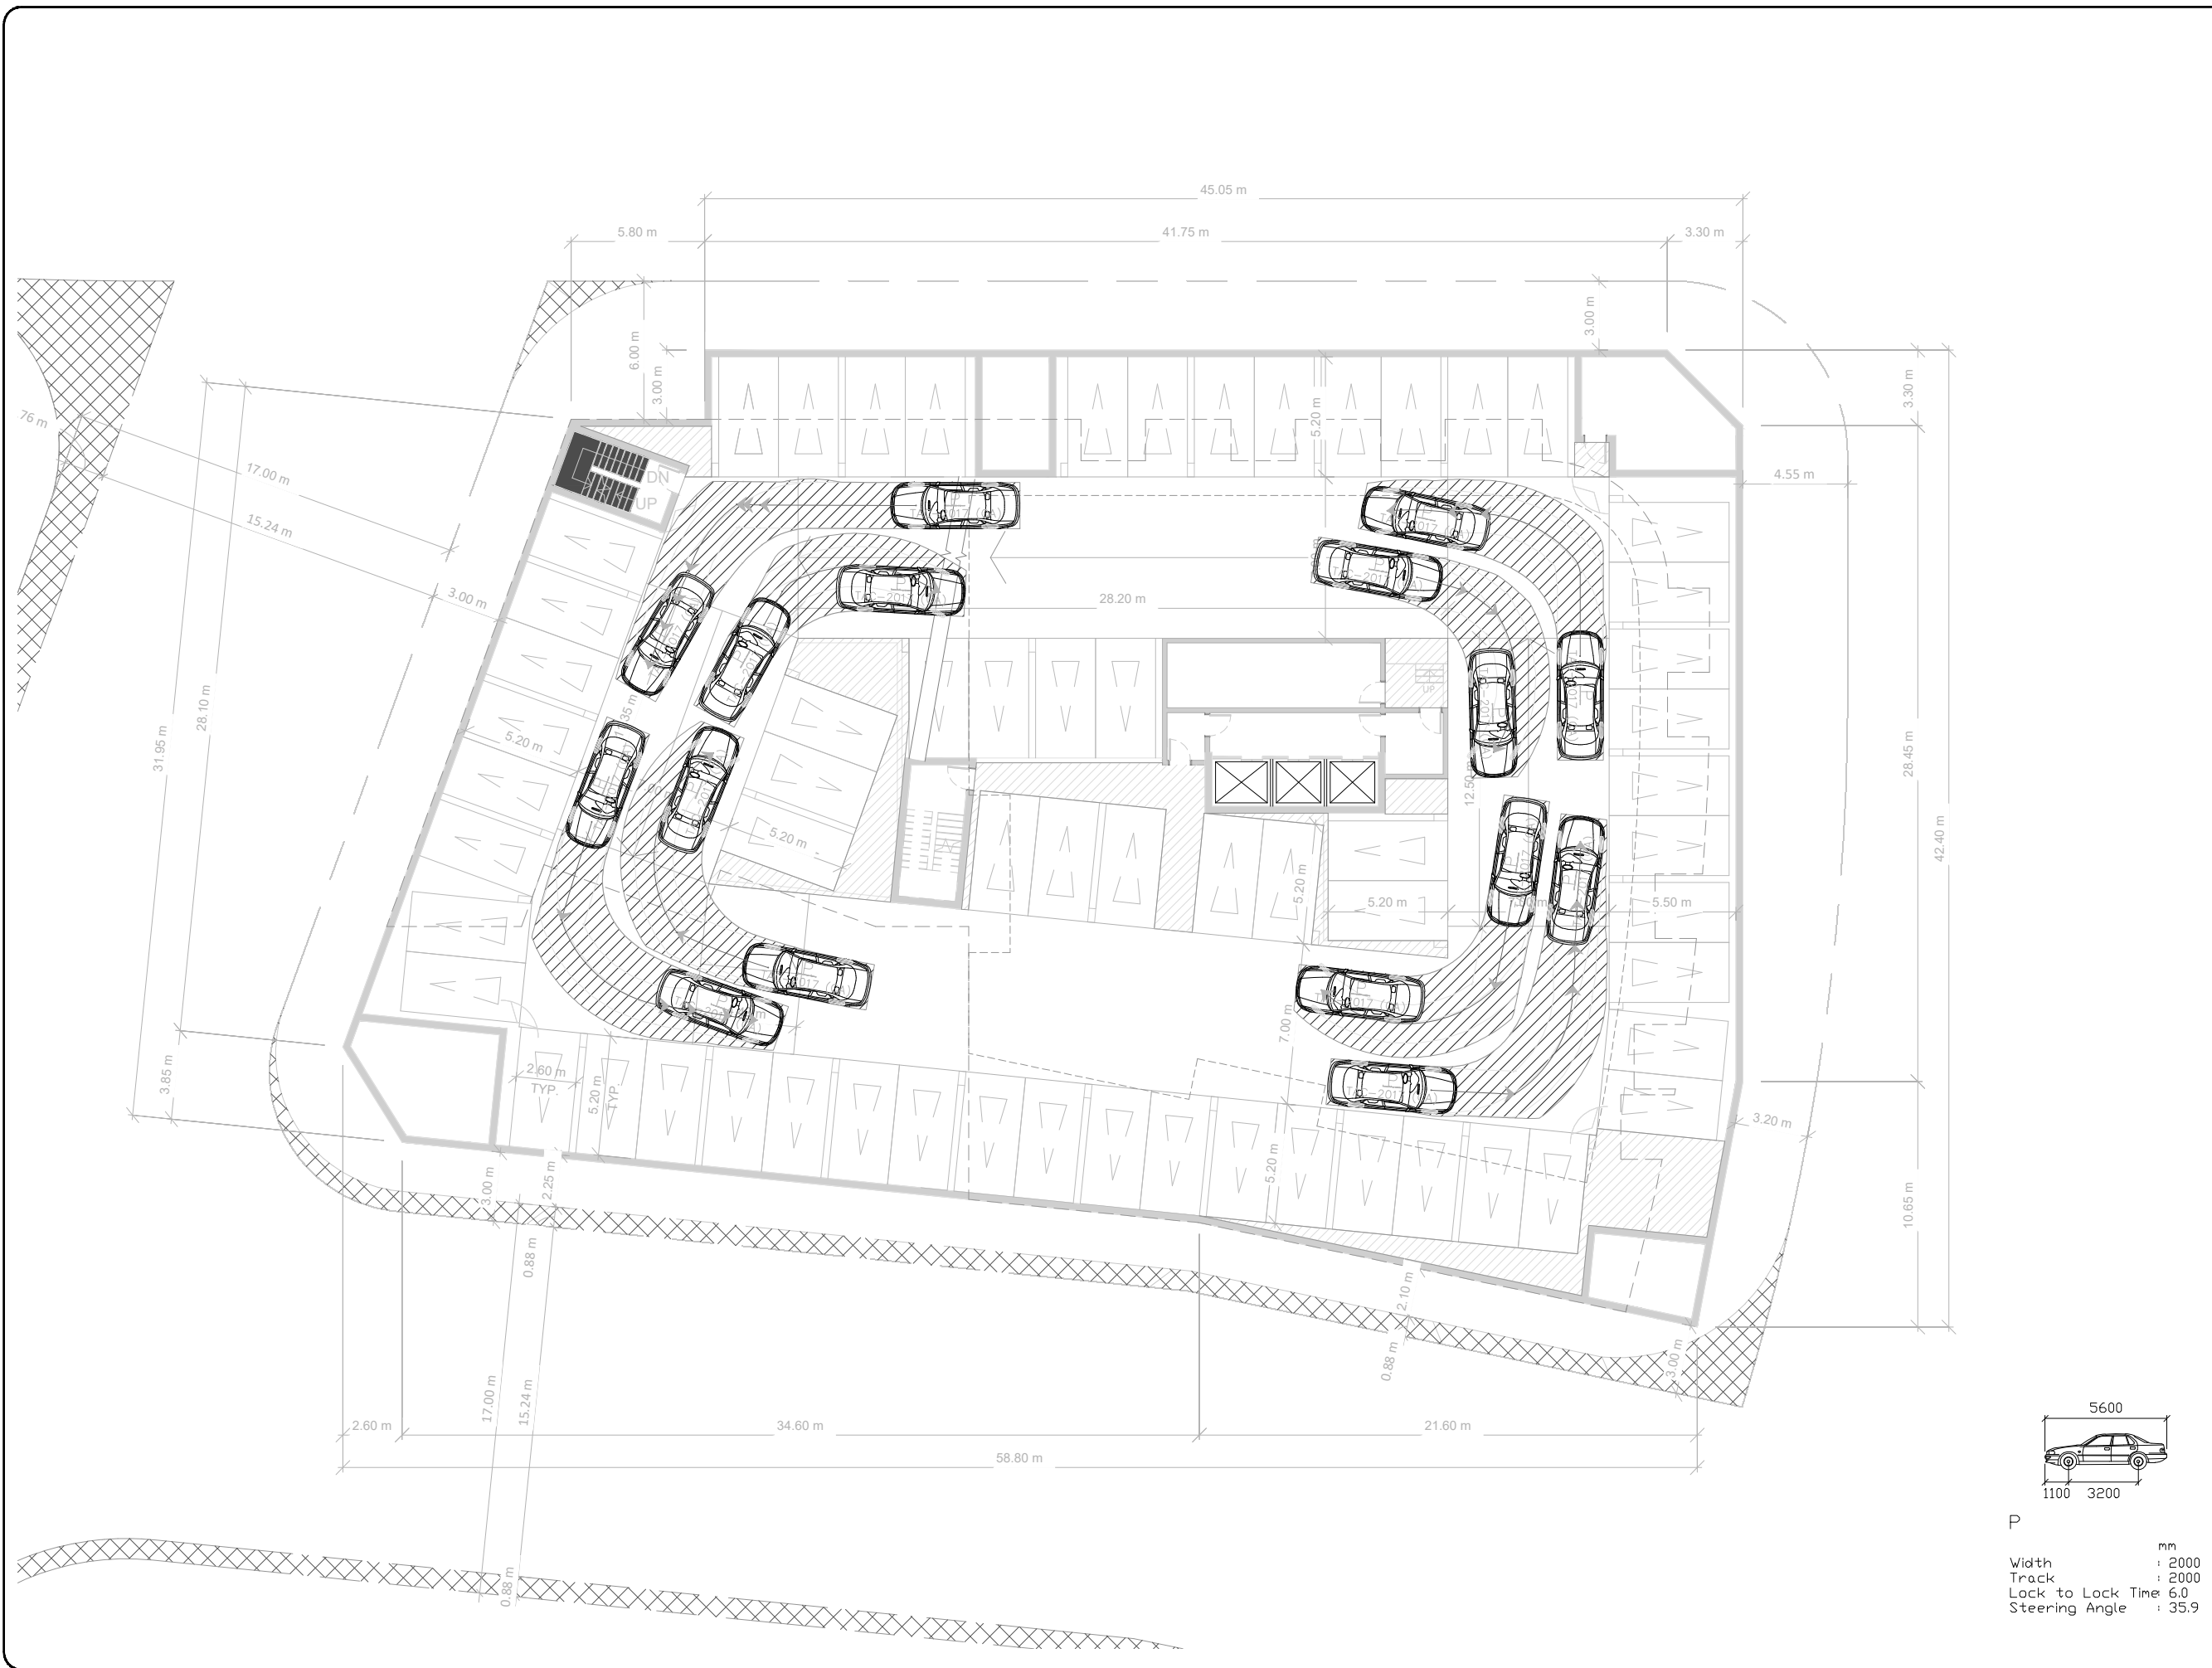 45.05 m
5.80 m
41.75 m
3.30 m
3.00 m
6.00 m
3.00 m
3.30 m
5.20 m
76 m
17.00 m
DN
UP
4.55 m
15.24 m
3.00 m
28.20 m
28.10 m
31.95 m
5.20 m
UP
28.45 m
12.50 m
42.40 m
5.20 m
5.20 m
5.20 m
5.50 m
7.00 m
2.60 m
TYP.
5.20 m
TYP.
3.85 m
3.20 m
5.20 m
3.00 m
2.25 m
10.65 m
0.88 m
2.10 m
0.88 m
3.00 m
17.00 m
15.24 m
2.60 m
34.60 m
21.60 m
58.80 m
0.88 m
5600
1100 3200
P
mm
Width : 2000
Track : 2000
Lock to Lock Time : 6.0
Steering Angle : 35.9